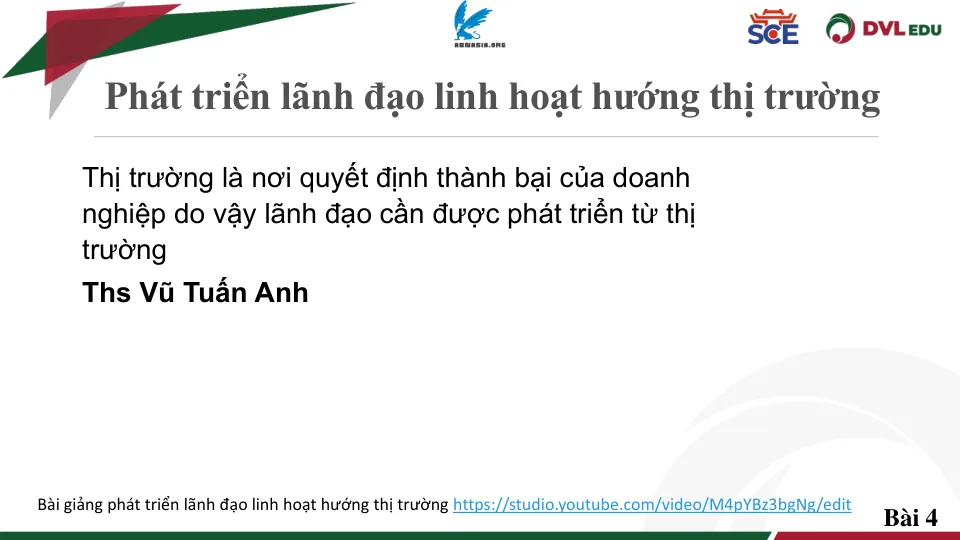 ABMASIA.ORG
SCE
DVL EDU
Phát triển lãnh đạo linh hoạt hướng thị trường
Thị trường là nơi quyết định thành bại của doanh
nghiệp do vậy lãnh đạo cần được phát triển từ thị
trường
Ths Vũ Tuấn Anh
Bài giảng phát triển lãnh đạo linh hoạt hướng thị trường https://studio.youtube.com/video/M4pYBz3bgNg/edit
Bài 4